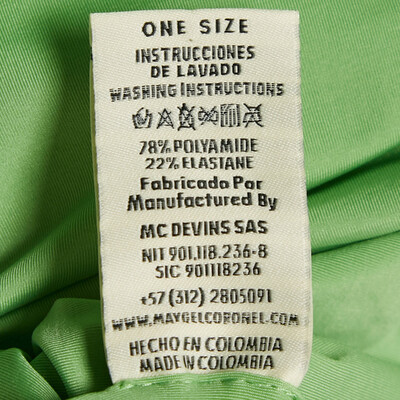 ONE SIZE
INSTRUCCIONES
DE LAVADO
WASHING INSTRUCTIONS
78% POLYAMIDE
22% ELASTANE
Fabricado Por
Manufactured By
MC DEVINS SAS
NIT 901.118.236-8
SIC 901118236
+57 (312) 2805091
WWW.MAYGELCORONEL.COM
HECHO EN COLOMBIA
MADE IN COLOMBIA